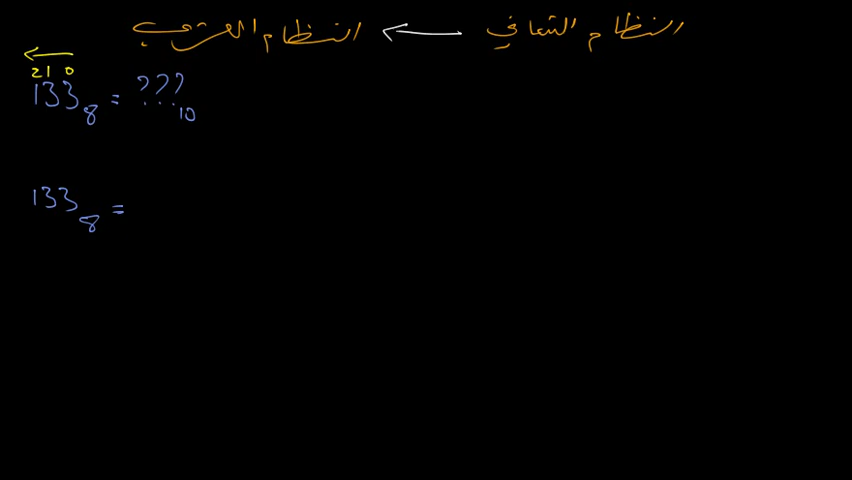 النظام الثماني ← النظام العشري
2 1 0
133₈ = ???₁₀
133₈ =